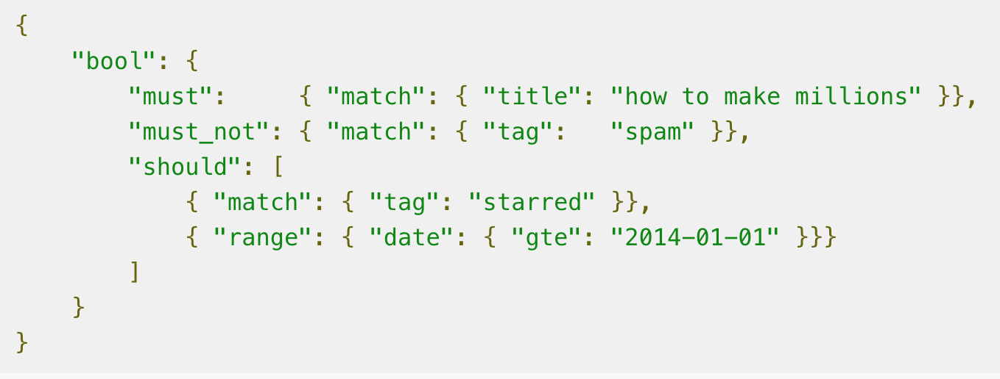 {
    "bool": {
        "must":     { "match": { "title": "how to make millions" }},
        "must_not": { "match": { "tag":   "spam" }},
        "should": [
            { "match": { "tag": "starred" }},
            { "range": { "date": { "gte": "2014-01-01" }}}
        ]
    }
}